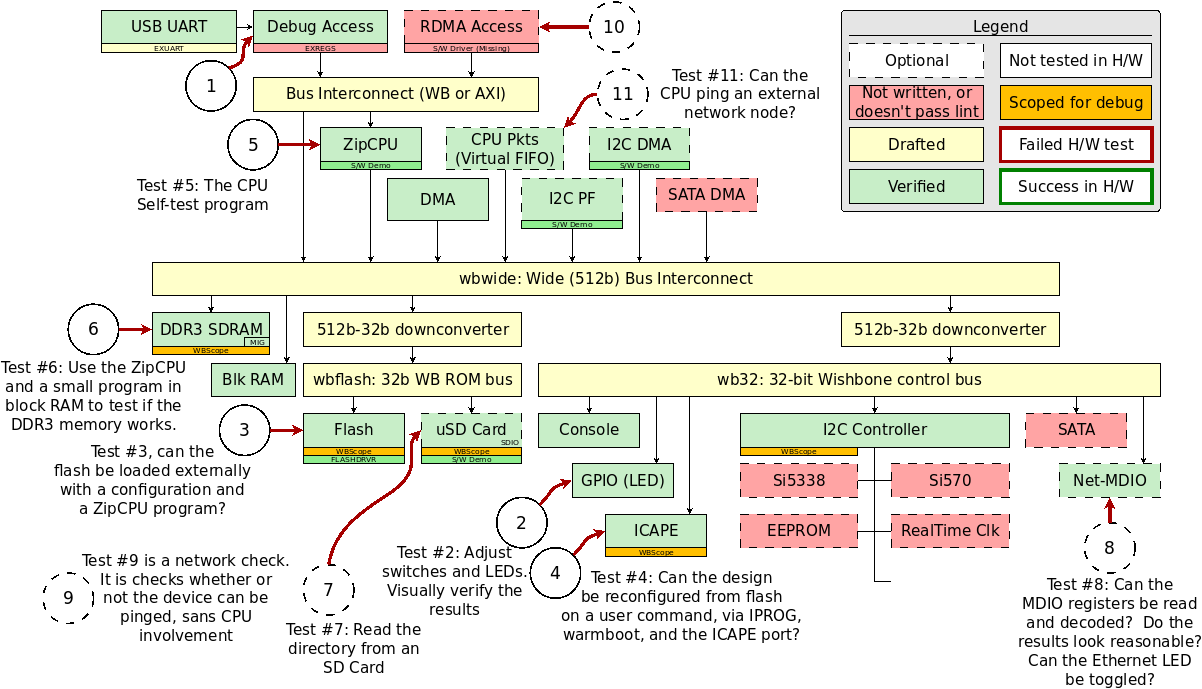 USB UART
EXUART
Debug Access
EXREGS
RDMA Access
S/W Driver (Missing)
10
1
Bus Interconnect (WB or AXI)
Test #11: Can the
CPU ping an external
network node?
11
5
ZipCPU
S/W Demo
CPU Pkts
(Virtual FIFO)
I2C DMA
S/W Demo
Test #5: The CPU
Self-test program
DMA
I2C PF
S/W Demo
SATA DMA
Legend
Optional
Not tested in H/W
Not written, or
doesn't pass lint
Scoped for debug
Drafted
Failed H/W test
Verified
Success in H/W
wbwide: Wide (512b) Bus Interconnect
6
DDR3 SDRAM
MIG
WBScope
512b-32b downconverter
512b-32b downconverter
Test #6: Use the ZipCPU
and a small program in
block RAM to test if the
DDR3 memory works.
Blk RAM
wbflash: 32b WB ROM bus
wb32: 32-bit Wishbone control bus
3
Flash
WBScope
FLASHDRVR
uSD Card
SDIO
WBScope
S/W Demo
Console
I2C Controller
WBScope
SATA
Test #3, can the
flash be loaded externally
with a configuration and
a ZipCPU program?
GPIO (LED)
Si5338
Si570
Net-MDIO
2
ICAPE
WBScope
EEPROM
RealTime Clk
4
8
Test #9 is a network check.
It is checks whether or
not the device can be
pinged, sans CPU
involvement
9
7
Test #7: Read the
directory from an
SD Card
Test #2: Adjust
switches and LEDs.
Visually verify the
results
Test #4: Can the design
be reconfigured from flash
on a user command, via IPROG,
warmboot, and the ICAPE port?
Test #8: Can the
MDIO registers be read
and decoded?  Do the
results look reasonable?
Can the Ethernet LED
be toggled?